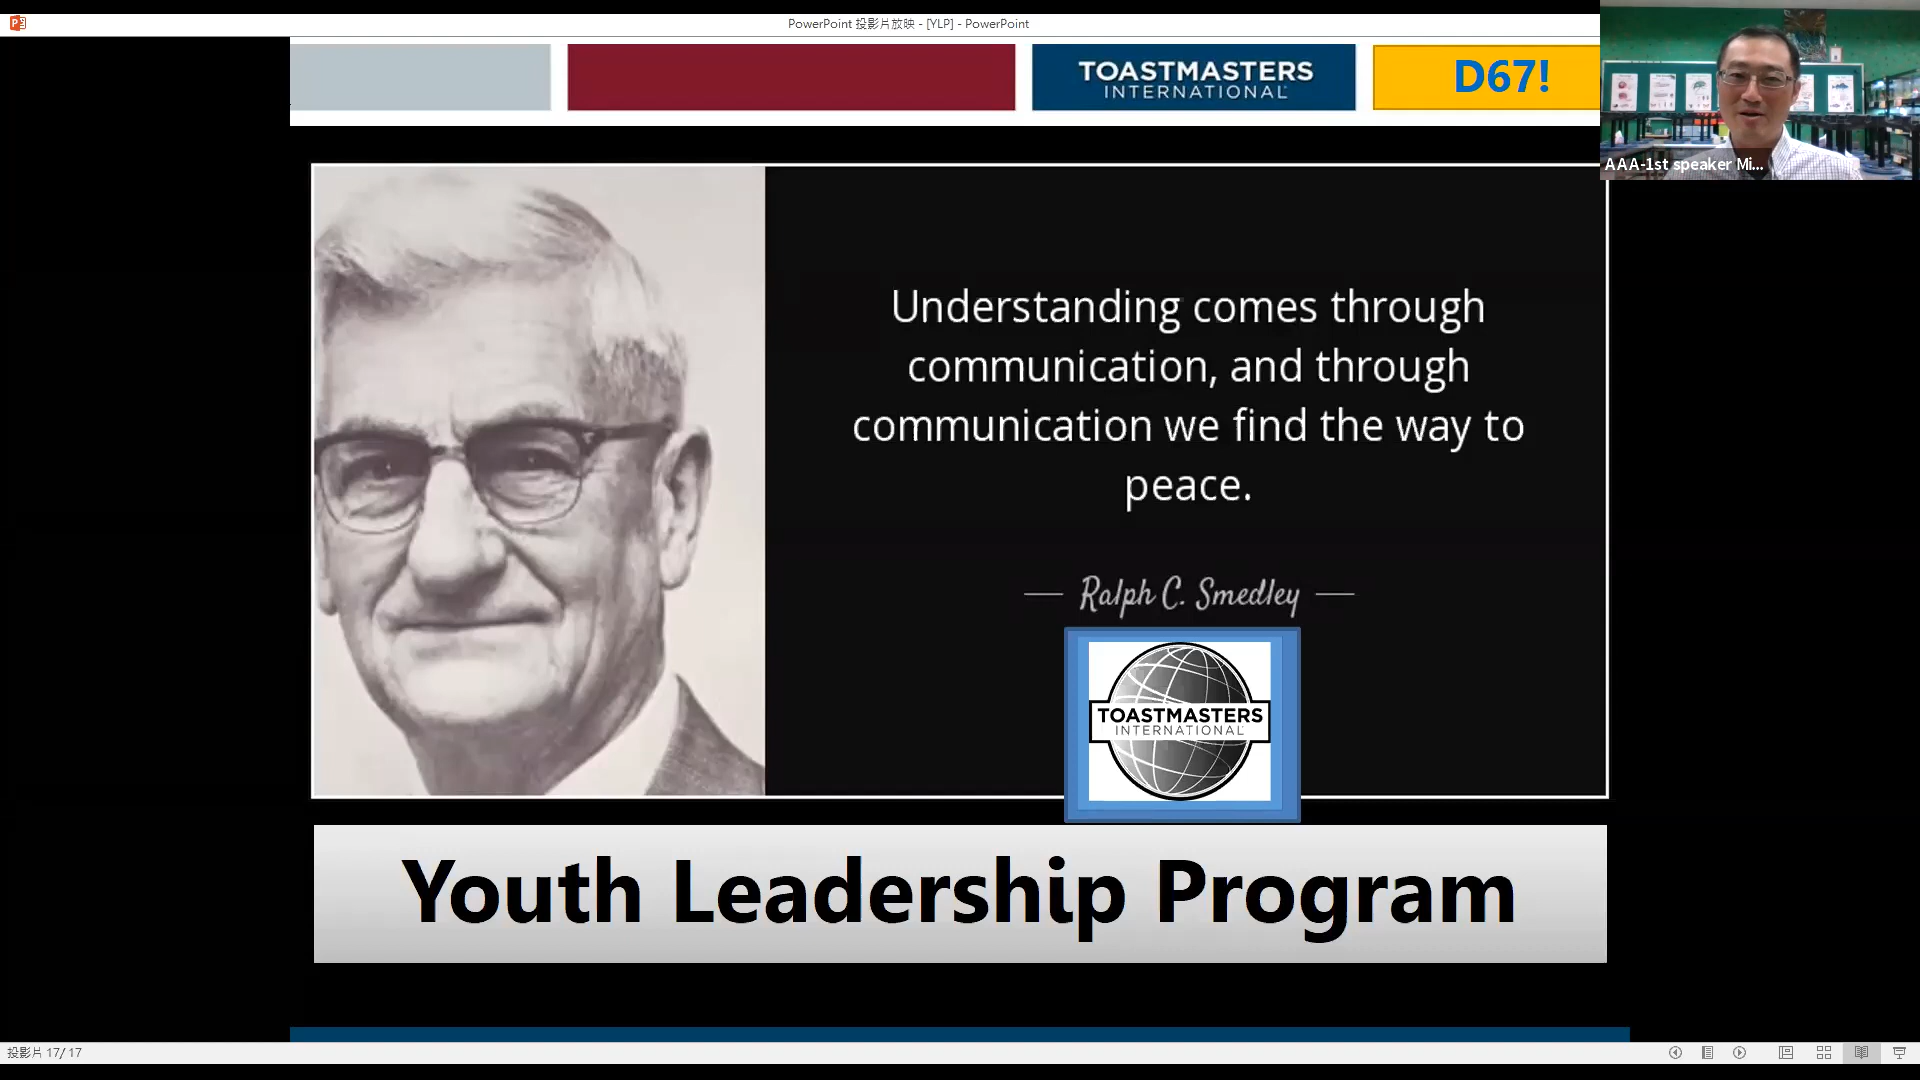 PowerPoint 投影片放映 - [YLP] - PowerPoint
TOASTMASTERS
INTERNATIONAL
D67!
AAA-1st speaker Mi...
Understanding comes through
communication, and through
communication we find the way to
peace.
Ralph C. Smedley
TOASTMASTERS
INTERNATIONAL
Youth Leadership Program
投影片 17/ 17